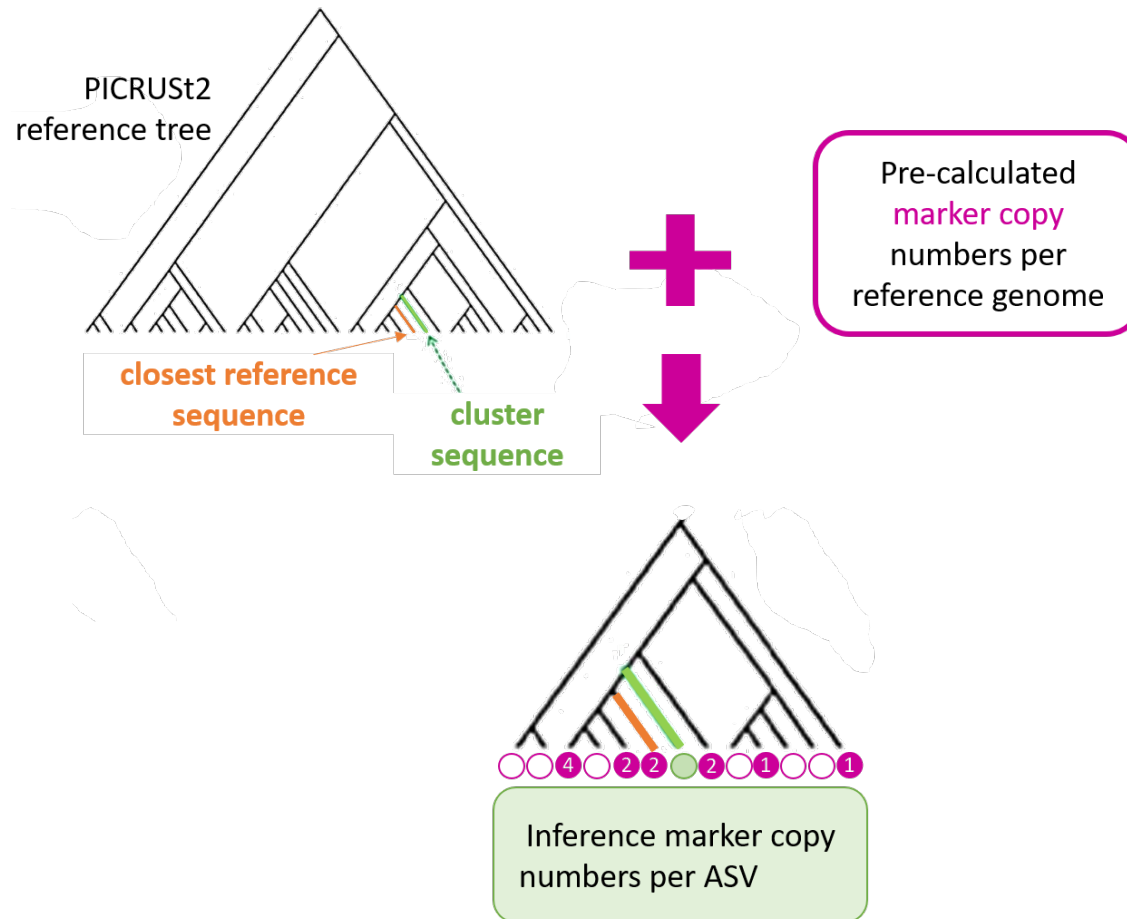 PICRUSt2
reference tree
Pre-calculated
marker copy
numbers per
reference genome
closest reference
sequence
cluster
sequence
4 2 2 2 1 1
Inference marker copy
numbers per ASV